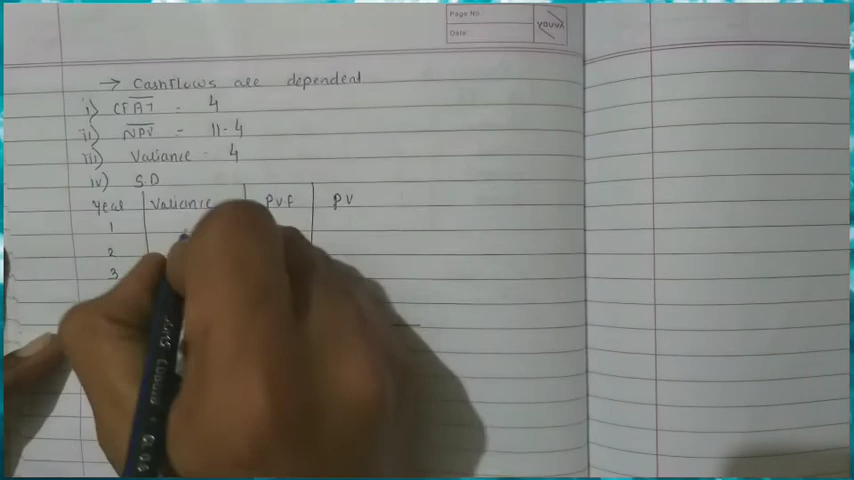 Page No.
Date:
YOUVA
→ Cashflows are dependent
i) CFAT - 4
ii) NPV - 11-4
iii) Variance - 4
iv) S.D
Year Variance PVF PV
1
2
3